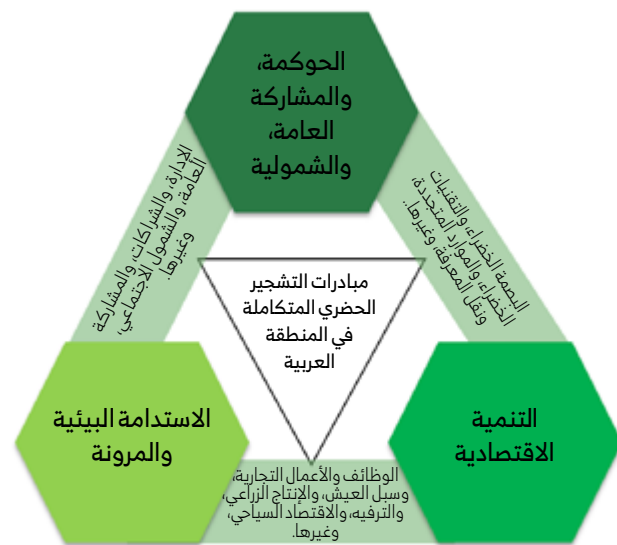 الحوكمة،
والمشاركة
العامة،
والشمولية
الإدارة، والشراكات، والمشاركة
العامة، والشمول الاجتماعي،
وغيرها.
البصمة الخضراء، والتقنيات
الخضراء، والموارد المتجددة،
ونقل المعرفة، وغيرها..
مبادرات التشجير
الحضري المتكاملة
في المنطقة
العربية
التنمية
الاقتصادية
الاستدامة البيئية
والمرونة
الوظائف والأعمال التجارية،
وسبل العيش، والإنتاج الزراعي،
والترفيه، والاقتصاد السياحي،
وغيرها.